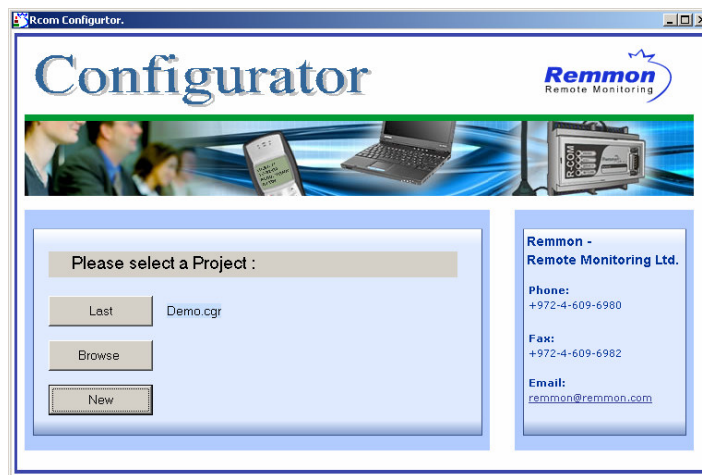 Rcom Configurtor.
Configurator
Remmon
Remote Monitoring
R-COM
Please select a Project :
Last
Demo.cgr
Browse
New
Remmon -
Remote Monitoring Ltd.
Phone:
+972-4-609-6980
Fax:
+972-4-609-6982
Email:
remmon@remmon.com